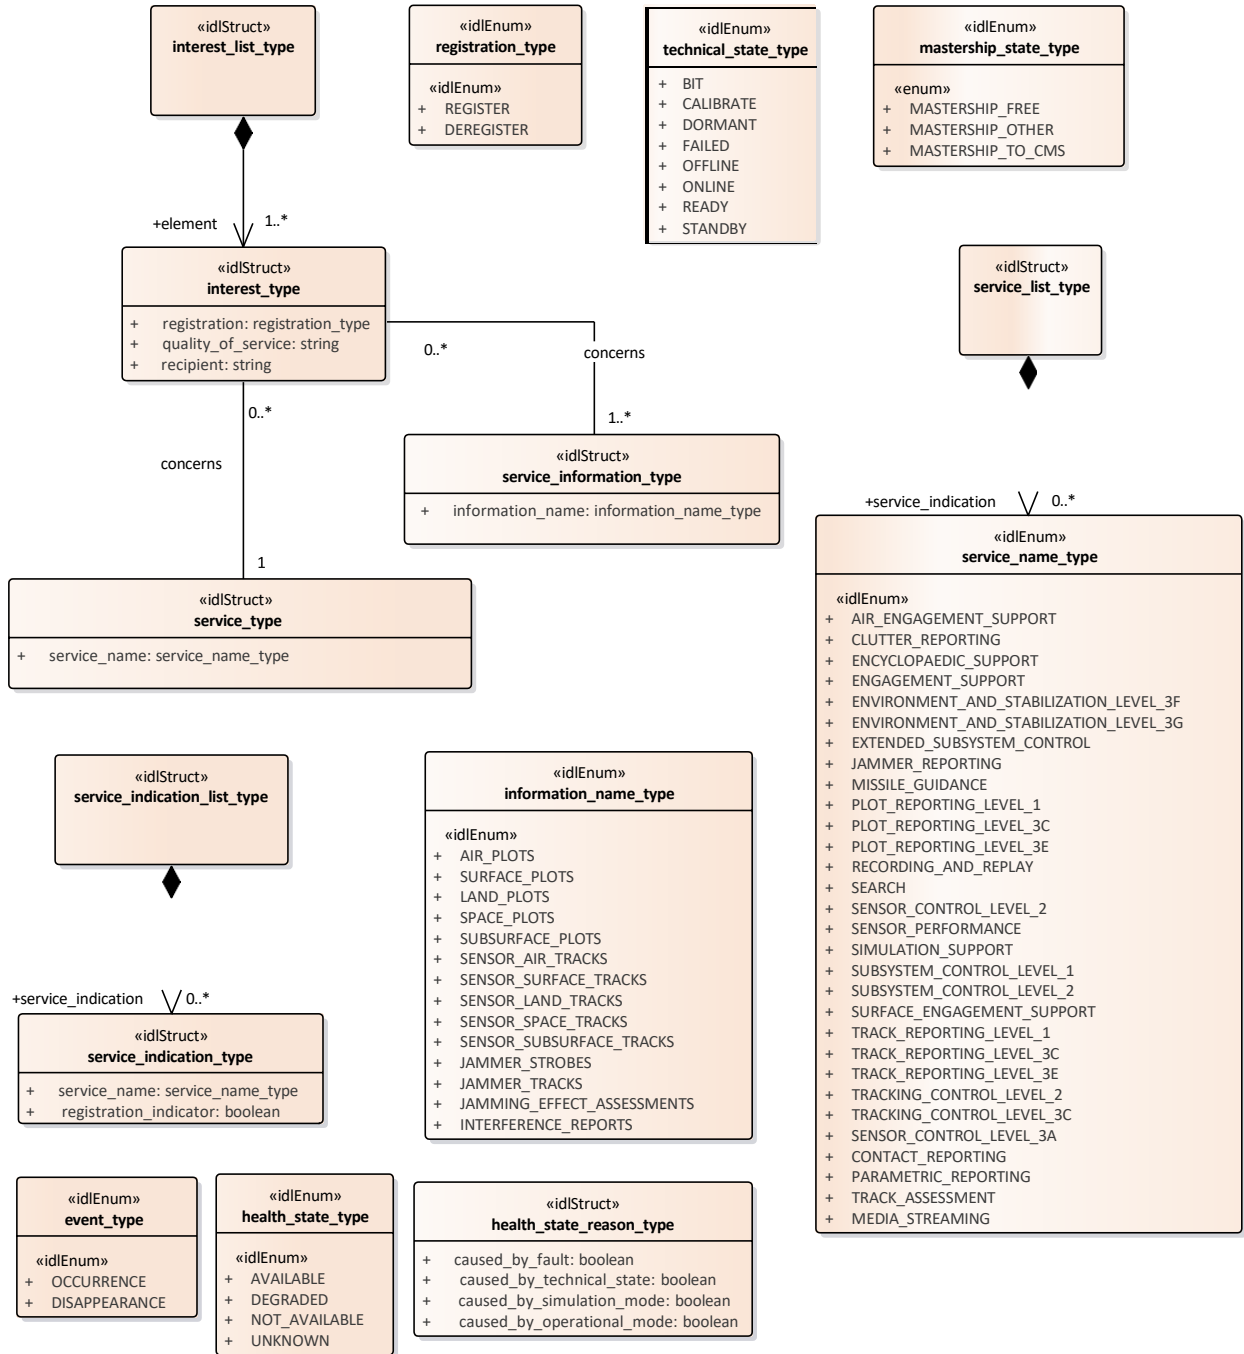 «idlStruct»
interest_list_type
«idlEnum»
registration_type
«idlEnum»
+ REGISTER
+ DEREGISTER
«idlEnum»
technical_state_type
+ BIT
+ CALIBRATE
+ DORMANT
+ FAILED
+ OFFLINE
+ ONLINE
+ READY
+ STANDBY
«idlEnum»
mastership_state_type
«enum»
+ MASTERSHIP_FREE
+ MASTERSHIP_OTHER
+ MASTERSHIP_TO_CMS
+element 1..*
«idlStruct»
interest_type
+ registration: registration_type
+ quality_of_service: string
+ recipient: string
0..*
concerns
1..*
«idlStruct»
service_list_type
0..*
concerns
1
«idlStruct»
service_information_type
+ information_name: information_name_type
+service_indication 0..*
«idlEnum»
service_name_type
«idlEnum»
+ AIR_ENGAGEMENT_SUPPORT
+ CLUTTER_REPORTING
+ ENCYCLOPAEDIC_SUPPORT
+ ENGAGEMENT_SUPPORT
+ ENVIRONMENT_AND_STABILIZATION_LEVEL_3F
+ ENVIRONMENT_AND_STABILIZATION_LEVEL_3G
+ EXTENDED_SUBSYSTEM_CONTROL
+ JAMMER_REPORTING
+ MISSILE_GUIDANCE
+ PLOT_REPORTING_LEVEL_1
+ PLOT_REPORTING_LEVEL_3C
+ PLOT_REPORTING_LEVEL_3E
+ RECORDING_AND_REPLAY
+ SEARCH
+ SENSOR_CONTROL_LEVEL_2
+ SENSOR_PERFORMANCE
+ SIMULATION_SUPPORT
+ SUBSYSTEM_CONTROL_LEVEL_1
+ SUBSYSTEM_CONTROL_LEVEL_2
+ SURFACE_ENGAGEMENT_SUPPORT
+ TRACK_REPORTING_LEVEL_1
+ TRACK_REPORTING_LEVEL_3C
+ TRACK_REPORTING_LEVEL_3E
+ TRACKING_CONTROL_LEVEL_2
+ TRACKING_CONTROL_LEVEL_3C
+ SENSOR_CONTROL_LEVEL_3A
+ CONTACT_REPORTING
+ PARAMETRIC_REPORTING
+ TRACK_ASSESSMENT
+ MEDIA_STREAMING
«idlStruct»
service_type
+ service_name: service_name_type
«idlStruct»
service_indication_list_type
+service_indication 0..*
«idlStruct»
service_indication_type
+ service_name: service_name_type
+ registration_indicator: boolean
«idlEnum»
information_name_type
«idlEnum»
+ AIR_PLOTS
+ SURFACE_PLOTS
+ LAND_PLOTS
+ SPACE_PLOTS
+ SUBSURFACE_PLOTS
+ SENSOR_AIR_TRACKS
+ SENSOR_SURFACE_TRACKS
+ SENSOR_LAND_TRACKS
+ SENSOR_SPACE_TRACKS
+ SENSOR_SUBSURFACE_TRACKS
+ JAMMER_STROBES
+ JAMMER_TRACKS
+ JAMMING_EFFECT_ASSESSMENTS
+ INTERFERENCE_REPORTS
«idlEnum»
event_type
«idlEnum»
+ OCCURRENCE
+ DISAPPEARANCE
«idlEnum»
health_state_type
«idlEnum»
+ AVAILABLE
+ DEGRADED
+ NOT_AVAILABLE
+ UNKNOWN
«idlStruct»
health_state_reason_type
+ caused_by_fault: boolean
+ caused_by_technical_state: boolean
+ caused_by_simulation_mode: boolean
+ caused_by_operational_mode: boolean